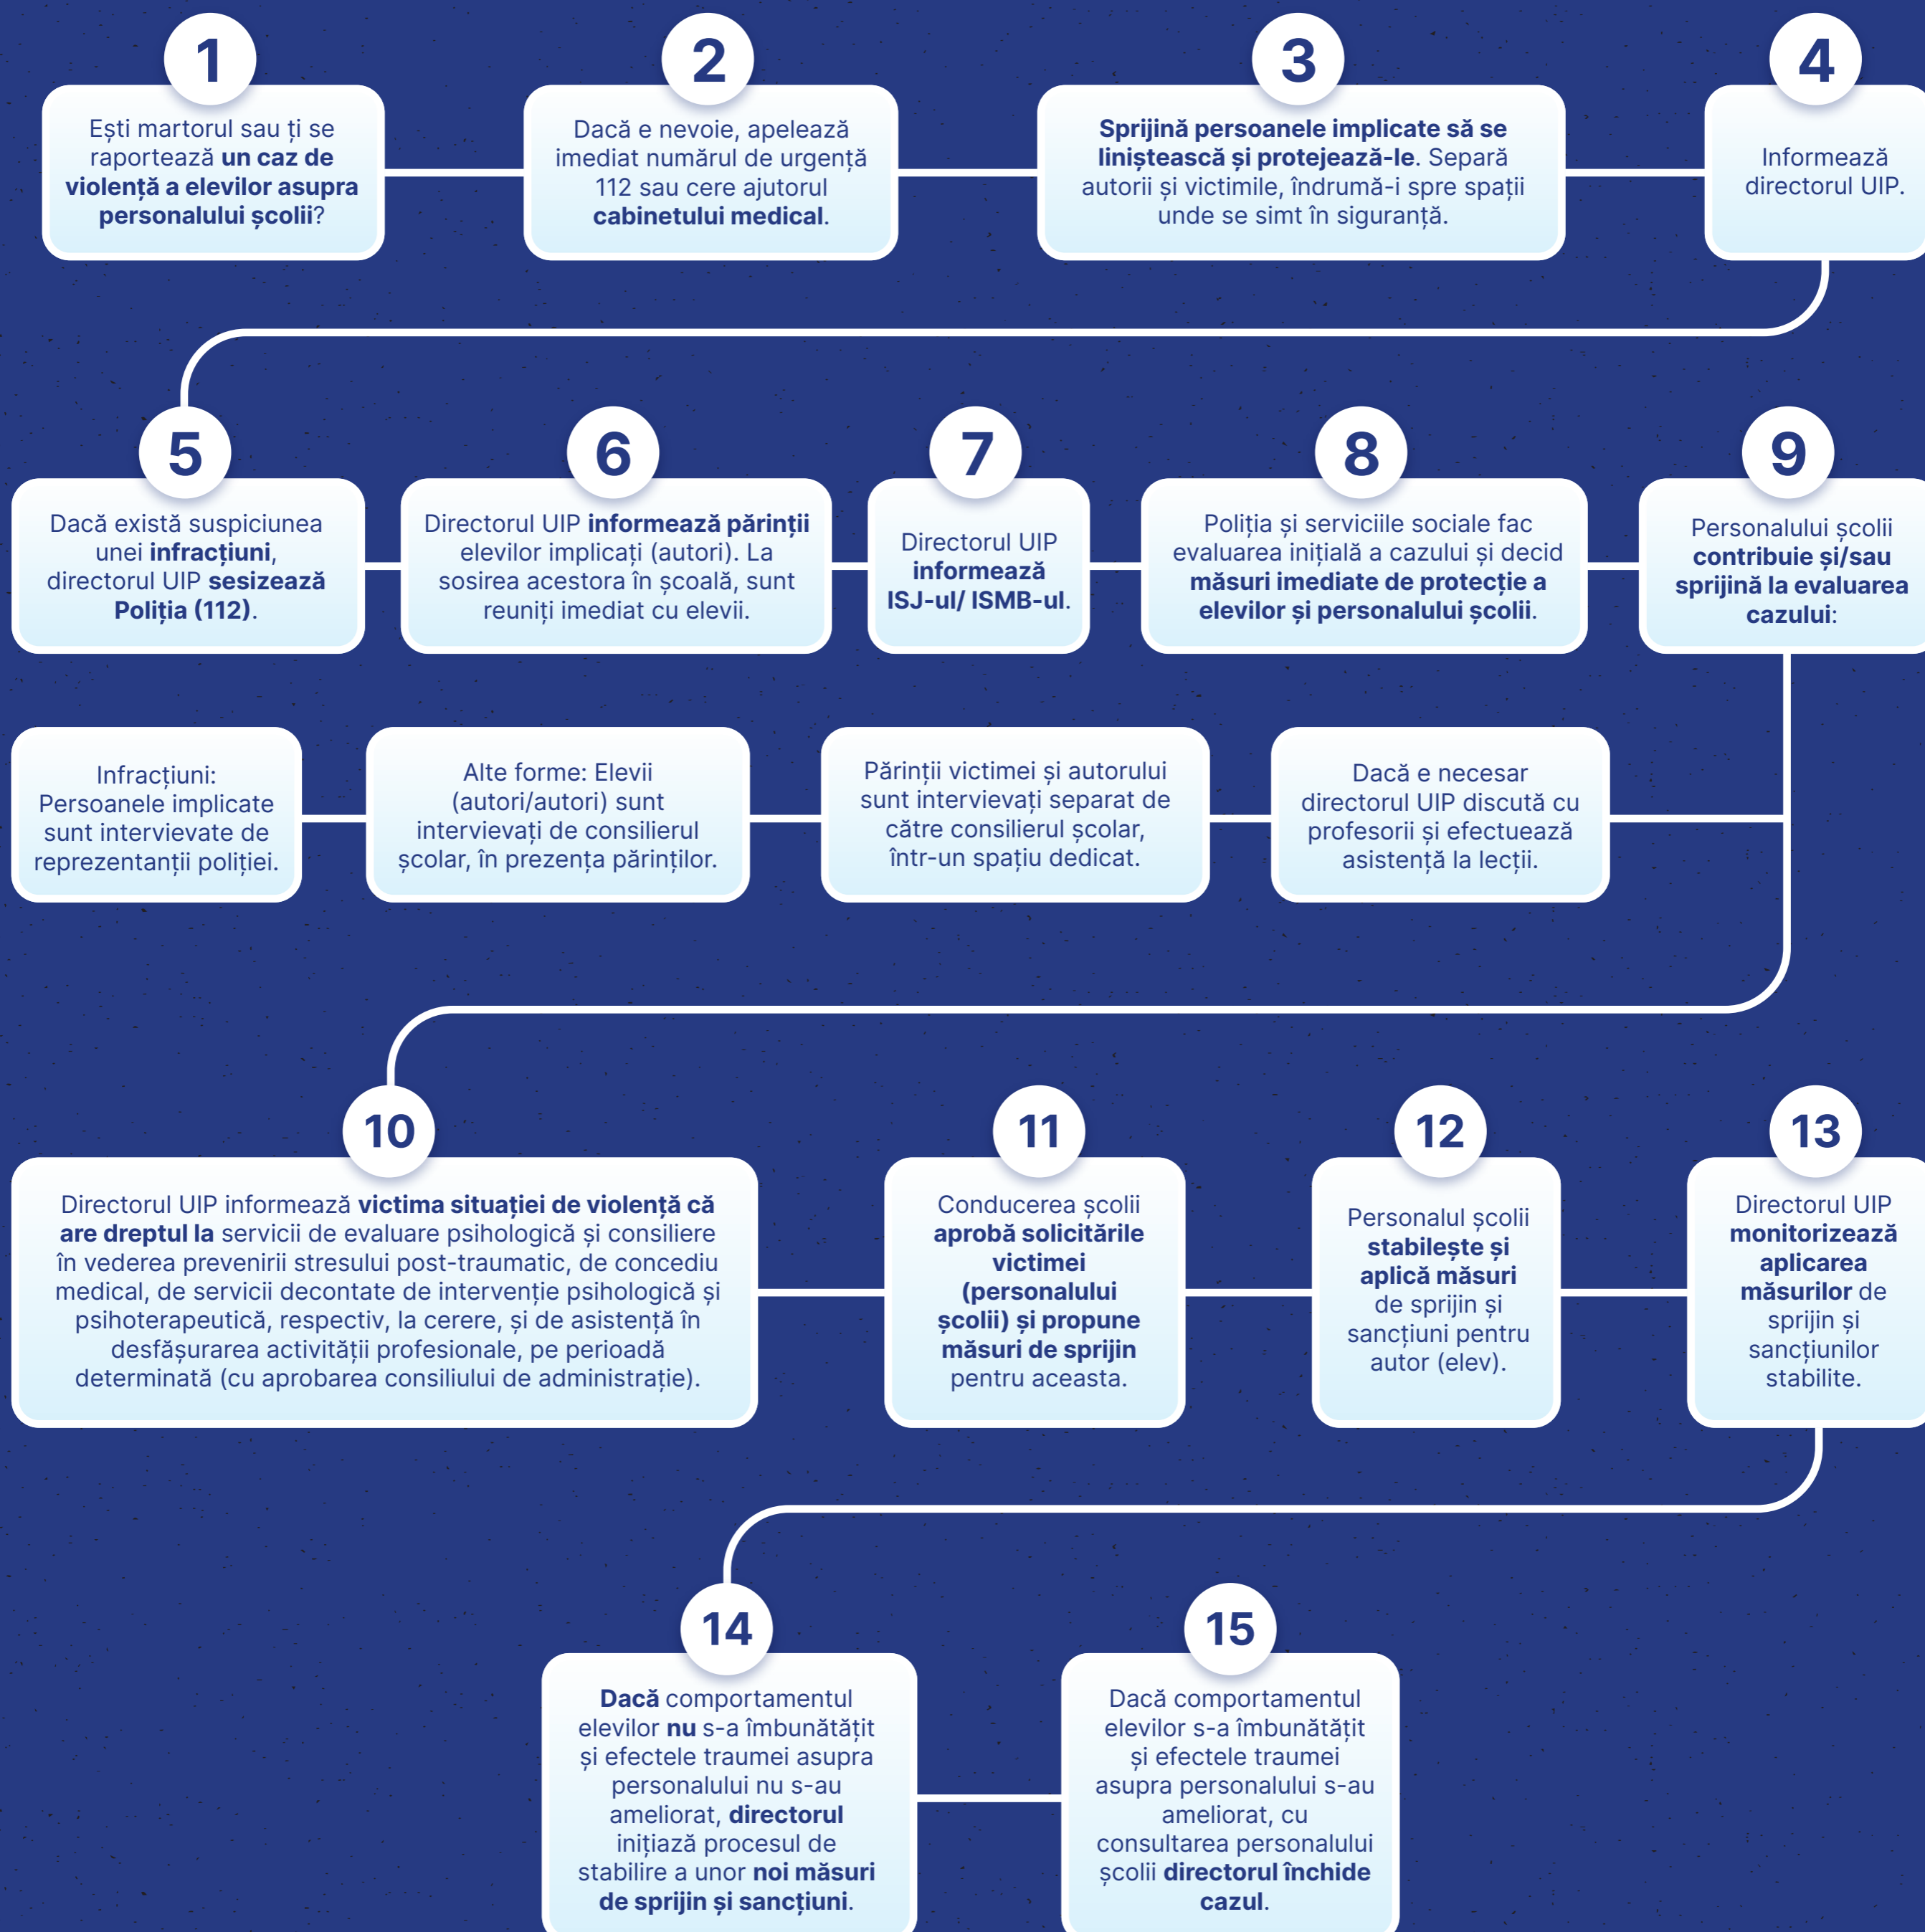 1
Ești martorul sau ți se
raportează un caz de
violență a elevilor asupra
personalului școlii?
2
Dacă e nevoie, apelează
imediat numărul de urgență
112 sau cere ajutorul
cabinetului medical.
3
Sprijină persoanele implicate să se
liniștească și protejează-le. Separă
autorii și victimile, îndrumă-i spre spații
unde se simt în siguranță.
4
Informează
directorul UIP.
5
Dacă există suspiciunea
unei infracțiuni,
directorul UIP sesizează
Poliția (112).
6
Directorul UIP informează părinții
elevilor implicați (autori). La
sosirea acestora în școală, sunt
reuniți imediat cu elevii.
7
Directorul UIP
informează
ISJ-ul/ ISMB-ul.
8
Poliția și serviciile sociale fac
evaluarea inițială a cazului și decid
măsuri imediate de protecție a
elevilor și personalului școlii.
9
Personalului școlii
contribuie și/sau
sprijină la evaluarea
cazului:
Infracțiuni:
Persoanele implicate
sunt intervievate de
reprezentanții poliției.
Alte forme: Elevii
(autori/autori) sunt
intervievați de consilierul
școlar, în prezența părinților.
Părinții victimei și autorului
sunt intervievați separat de
către consilierul școlar,
într-un spațiu dedicat.
Dacă e necesar
directorul UIP discută cu
profesorii și efectuează
asistență la lecții.
10
Directorul UIP informează victima situației de violență că
are dreptul la servicii de evaluare psihologică și consiliere
în vederea prevenirii stresului post-traumatic, de concediu
medical, de servicii decontate de intervenție psihologică și
psihoterapeutică, respectiv, la cerere, și de asistență în
desfășurarea activității profesionale, pe perioadă
determinată (cu aprobarea consiliului de administrație).
11
Conducerea școlii
aprobă solicitările
victimei
(personalului
școlii) și propune
măsuri de sprijin
pentru aceasta.
12
Personalul școlii
stabilește și
aplică măsuri
de sprijin și
sancțiuni pentru
autor (elev).
13
Directorul UIP
monitorizează
aplicarea
măsurilor de
sprijin și
sancțiunilor
stabilite.
14
Dacă comportamentul
elevilor nu s-a îmbunătățit
și efectele traumei asupra
personalului nu s-au
ameliorat, directorul
inițiază procesul de
stabilire a unor noi măsuri
de sprijin și sancțiuni.
15
Dacă comportamentul
elevilor s-a îmbunătățit
și efectele traumei
asupra personalului s-au
ameliorat, cu
consultarea personalului
școlii directorul închide
cazul.